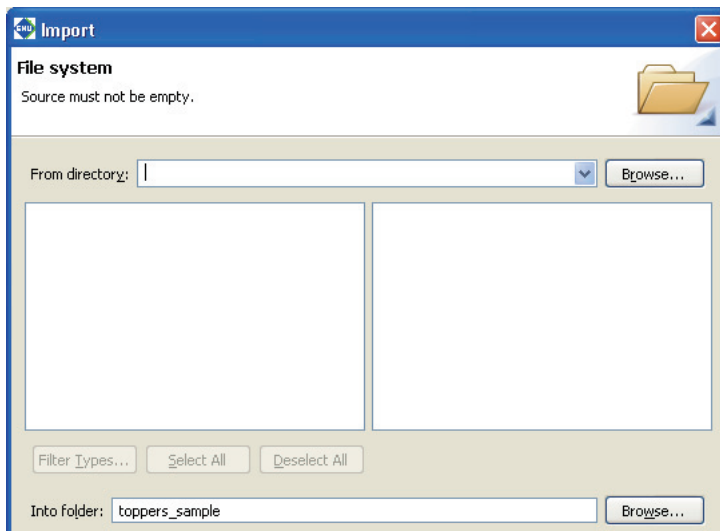 GNU Import
File system
Source must not be empty.
From directory: Browse...
Filter Types... Select All Deselect All
Into folder: toppers_sample Browse...